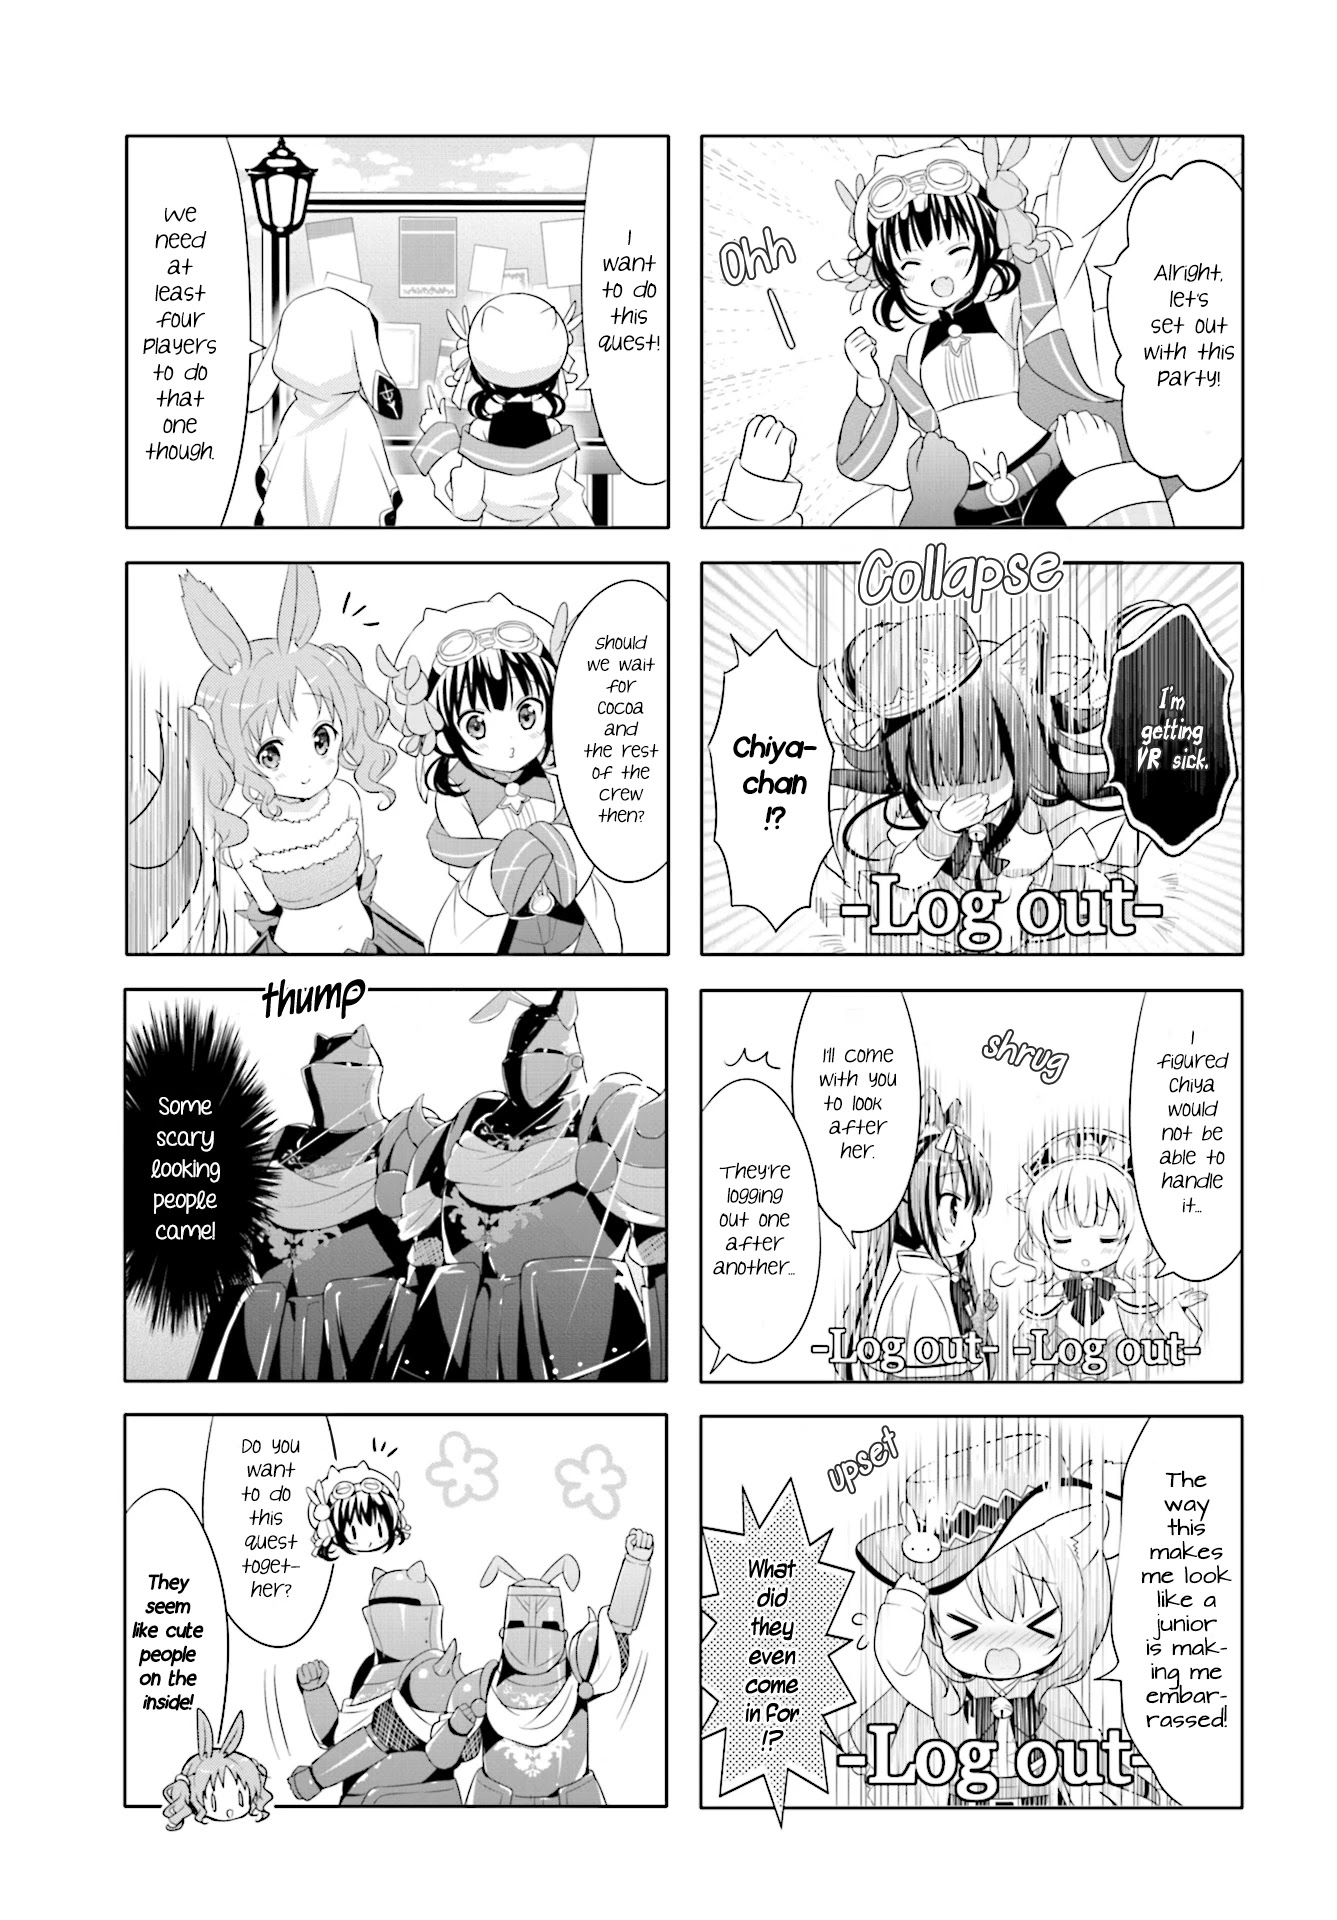 Alright,
let's
set out
with this
party!
Ohh
Collapse
I'm
getting
VR sick.
Chiya-
chan
!?
-Log out-
I
figured
Chiya
would
not be
able to
handle
it...
shrug
I'll come
with you
to look
after
her.
They're
logging
out one
after
another...
-Log out-
-Log out-
The
way
this
makes
me look
like a
junior
is mak-
ing me
embar-
rassed!
upset
What
did
they
even
come
in for
!?
-Log out-
I
want
to do
this
quest!
We
need
at
least
four
players
to do
that
one
though.
Should
we wait
for
Cocoa
and
the rest
of the
crew
then?
thump
Some
scary
looking
people
came!
Do you
want
to do
this
quest
toget-
her?
They
seem
like cute
people
on the
inside!